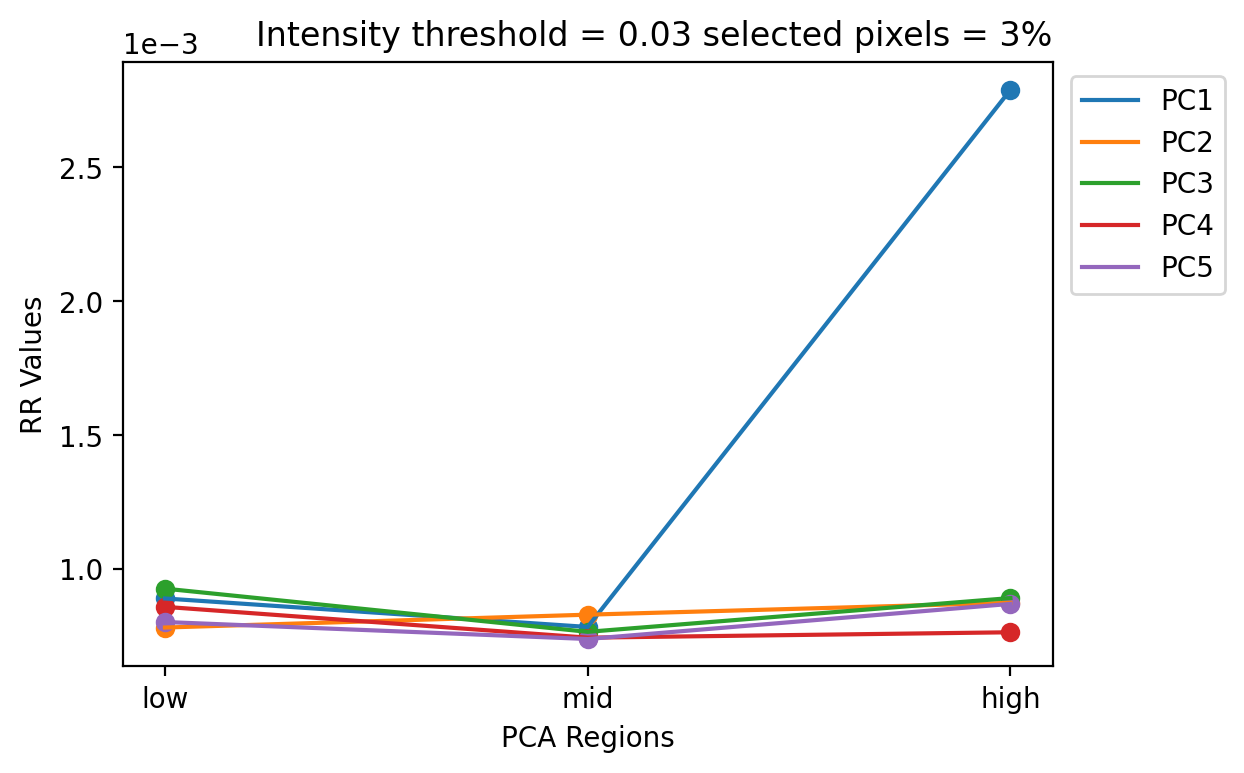 Intensity threshold = 0.03 selected pixels = 3%
1e−3
2.5
2.0
1.5
1.0
RR Values
low
mid
high
PCA Regions
PC1
PC2
PC3
PC4
PC5